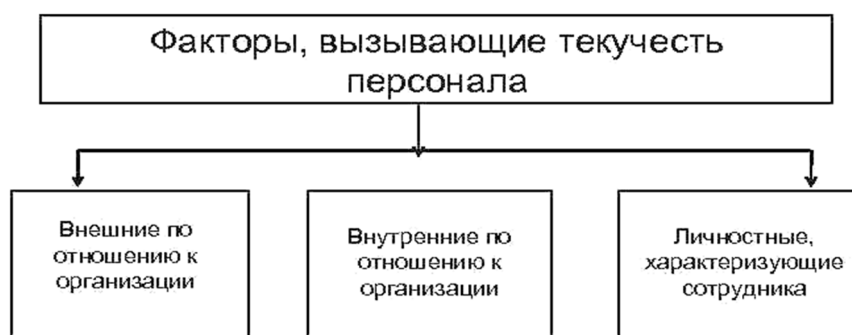 Факторы, вызывающие текучесть
персонала
Внешние по
отношению к
организации
Внутренние по
отношению к
организации
Личностные,
характеризующие
сотрудника